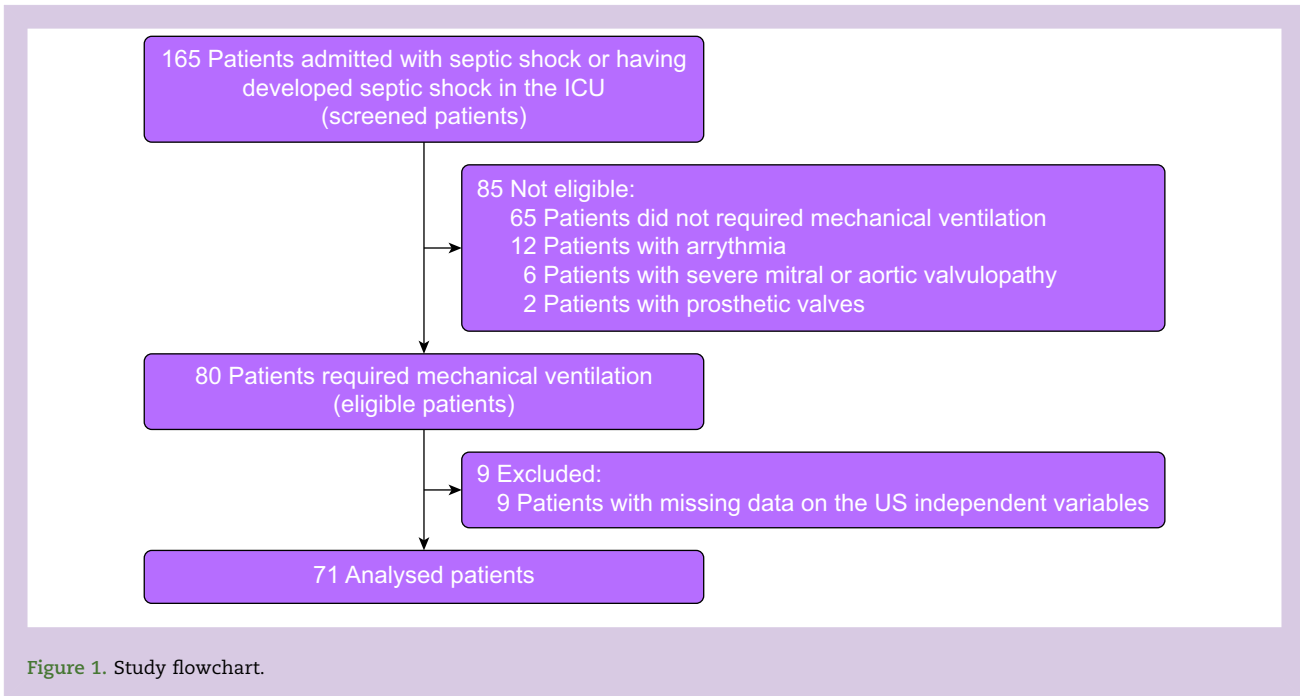 165 Patients admitted with septic shock or having
developed septic shock in the ICU
(screened patients)
85 Not eligible:
65 Patients did not required mechanical ventilation
12 Patients with arrythmia
6 Patients with severe mitral or aortic valvulopathy
2 Patients with prosthetic valves
80 Patients required mechanical ventilation
(eligible patients)
9 Excluded:
9 Patients with missing data on the US independent variables
71 Analysed patients
Figure 1. Study flowchart.